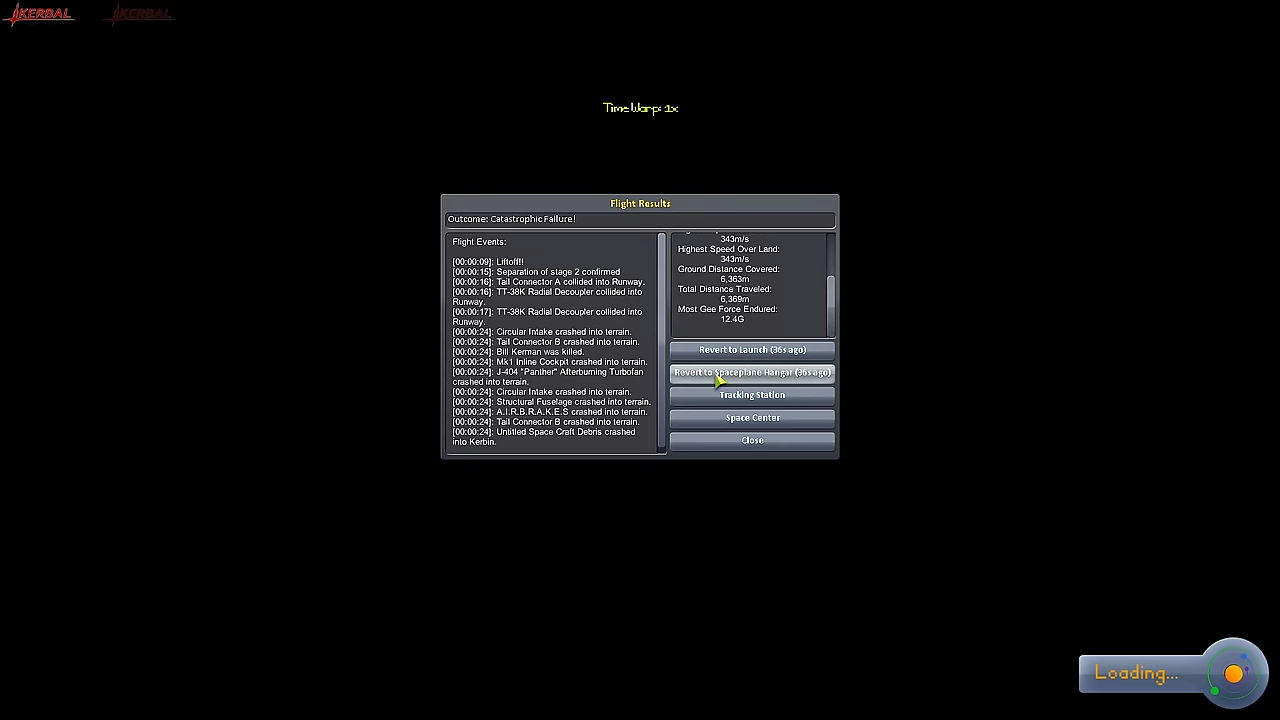 KERBAL KERBAL
Time Warp: 1x
Flight Results
Outcome: Catastrophic Failure!
Flight Events:
[00:00:09]: Liftoff!!
[00:00:15]: Separation of stage 2 confirmed
[00:00:16]: Tail Connector A collided into Runway.
[00:00:16]: TT-38K Radial Decoupler collided into
Runway.
[00:00:17]: TT-38K Radial Decoupler collided into
Runway.
[00:00:24]: Circular Intake crashed into terrain.
[00:00:24]: Tail Connector B crashed into terrain.
[00:00:24]: Bill Kerman was killed.
[00:00:24]: Mk1 Inline Cockpit crashed into terrain.
[00:00:24]: J-404 "Panther" Afterburning Turbofan
crashed into terrain.
[00:00:24]: Circular Intake crashed into terrain.
[00:00:24]: Structural Fuselage crashed into terrain.
[00:00:24]: A.I.R.B.R.A.K.E.S crashed into terrain.
[00:00:24]: Tail Connector B crashed into terrain.
[00:00:24]: Untitled Space Craft Debris crashed
into Kerbin.
343m/s
Highest Speed Over Land:
343m/s
Ground Distance Covered:
6,363m
Total Distance Traveled:
6,369m
Most Gee Force Endured:
12.4G
Revert to Launch (36s ago)
Revert to Spaceplane Hangar (36s ago)
Tracking Station
Space Center
Close
Loading...